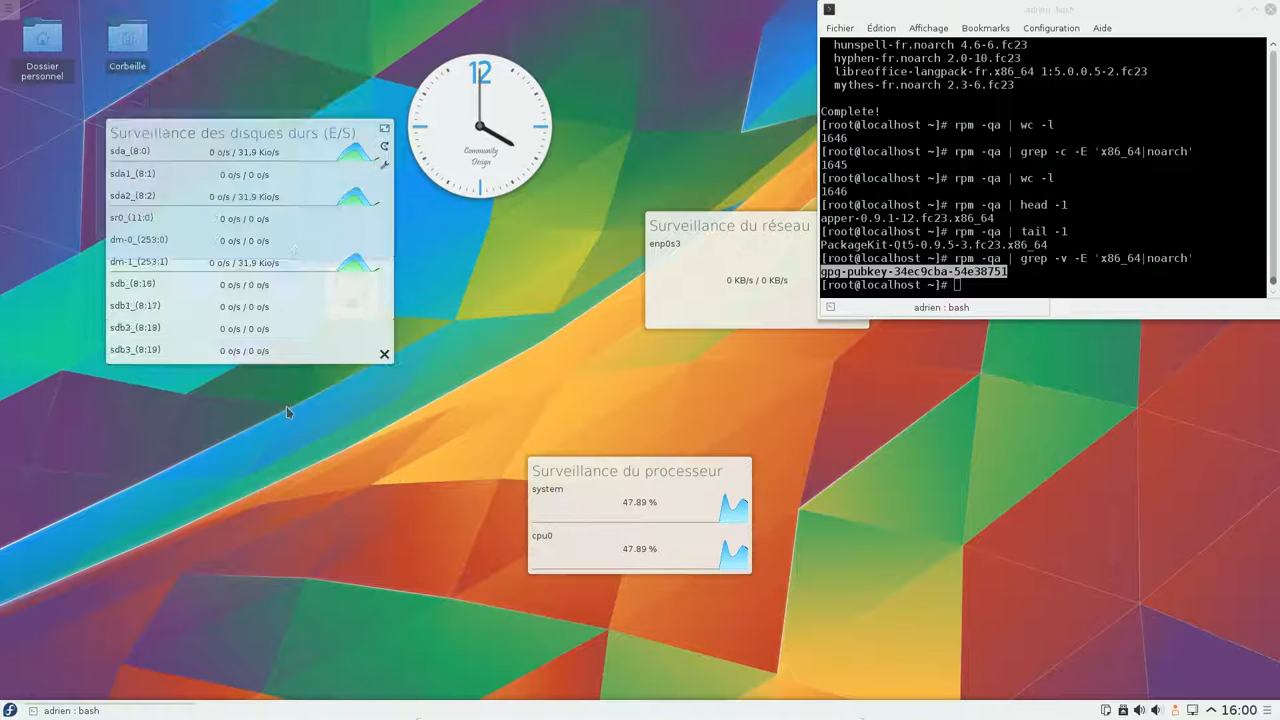 Dossier
personnel
Corbeille
Surveillance des disques durs (E/S)
sda_(8:0) 0 o/s / 31.9 Kio/s
sda1_(8:1) 0 o/s / 0 o/s
sda2_(8:2) 0 o/s / 31.9 Kio/s
sr0_(11:0) 0 o/s / 0 o/s
dm-0_(253:0) 0 o/s / 0 o/s
dm-1_(253:1) 0 o/s / 31.9 Kio/s
sdb_(8:16) 0 o/s / 0 o/s
sdb1_(8:17) 0 o/s / 0 o/s
sdb2_(8:18) 0 o/s / 0 o/s
sdb3_(8:19) 0 o/s / 0 o/s
12
Community
Design
Surveillance du réseau
enp0s3
0 KB/s / 0 KB/s
Surveillance du processeur
system
47.89 %
cpu0
47.89 %
adrien : bash
Fichier Édition Affichage Bookmarks Configuration Aide
hunspell-fr.noarch 4.6-6.fc23
hyphen-fr.noarch 2.0-10.fc23
libreoffice-langpack-fr.x86_64 1:5.0.0.5-2.fc23
mythes-fr.noarch 2.3-6.fc23
Complete!
[root@localhost ~]# rpm -qa | wc -l
1646
[root@localhost ~]# rpm -qa | grep -c -E 'x86_64|noarch'
1645
[root@localhost ~]# rpm -qa | wc -l
1646
[root@localhost ~]# rpm -qa | head -1
apper-0.9.1-12.fc23.x86_64
[root@localhost ~]# rpm -qa | tail -1
PackageKit-Qt5-0.9.5-3.fc23.x86_64
[root@localhost ~]# rpm -qa | grep -v -E 'x86_64|noarch'
gpg-pubkey-34ec9cba-54e38751
[root@localhost ~]#
adrien : bash
adrien : bash
16:00